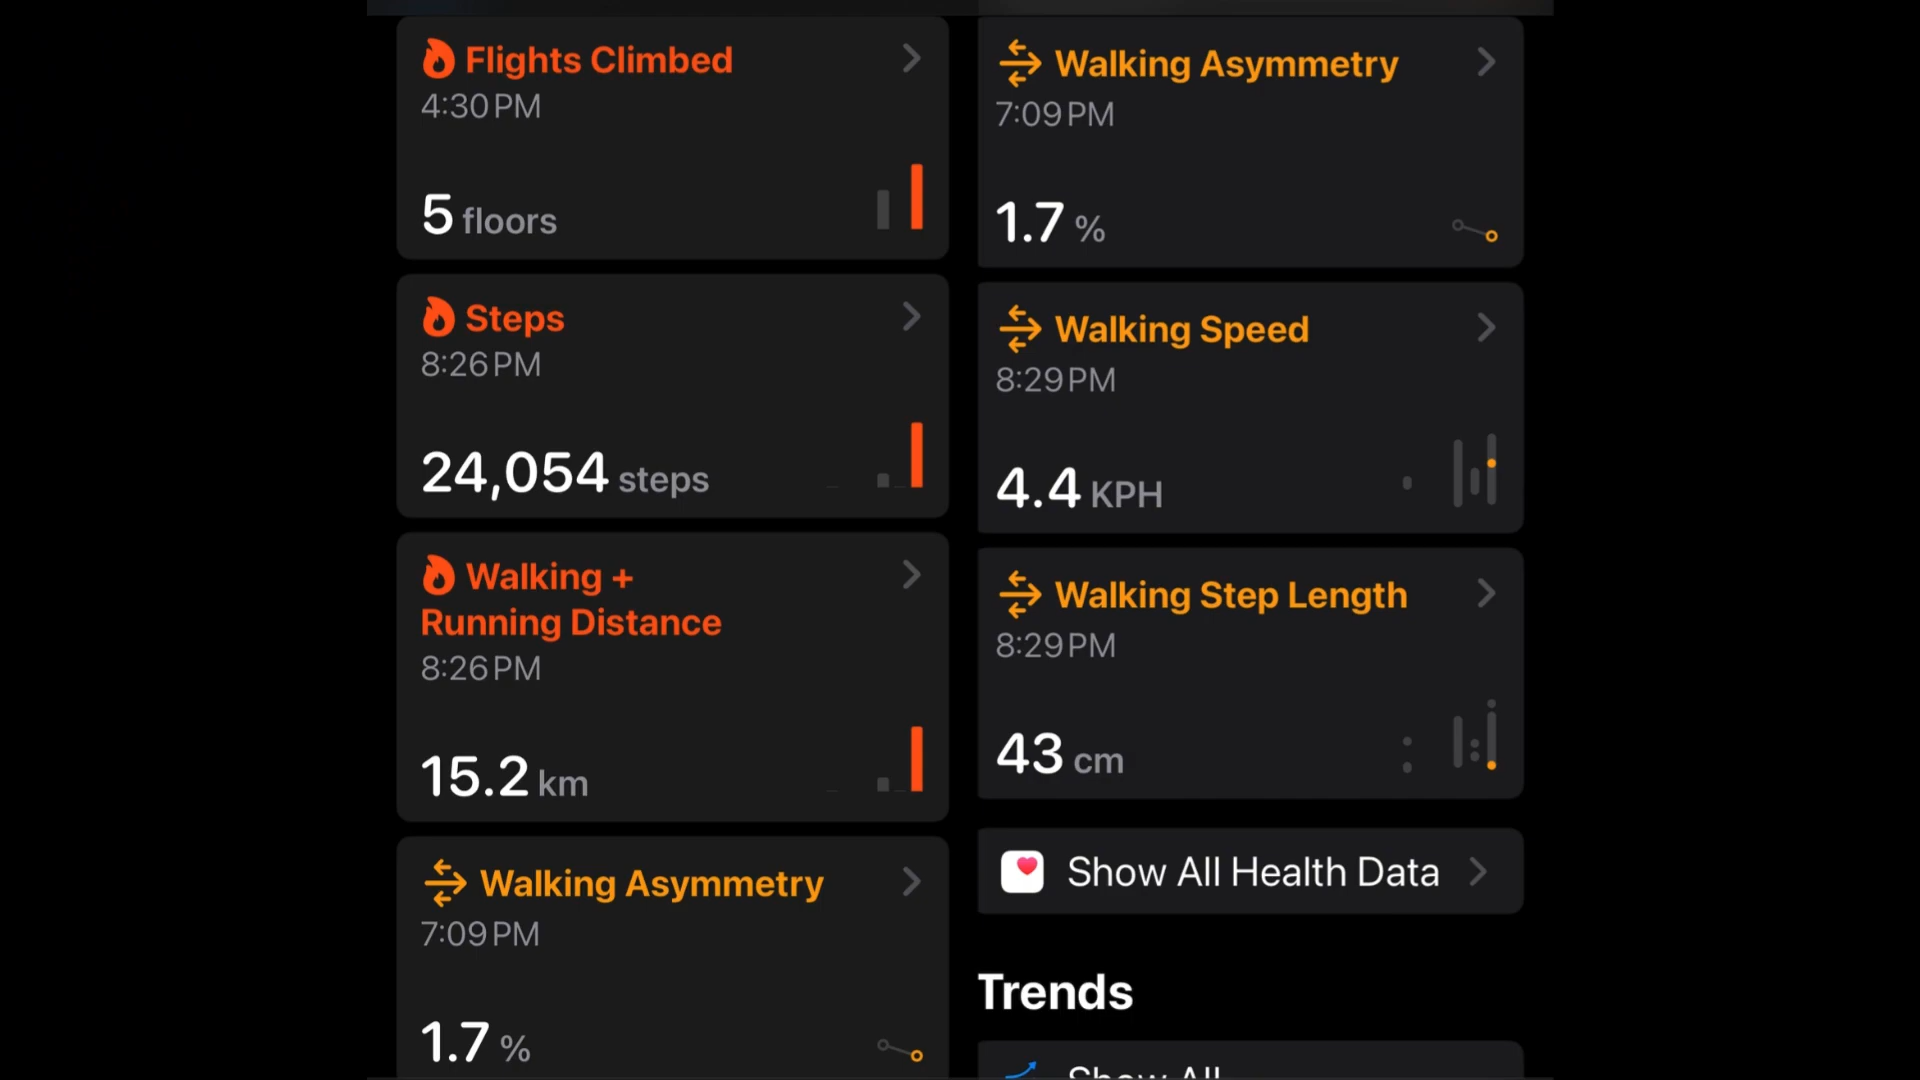 Flights Climbed
4:30 PM
5 floors
Steps
8:26 PM
24,054 steps
Walking +
Running Distance
8:26 PM
15.2 km
Walking Asymmetry
7:09 PM
1.7 %
Walking Asymmetry
7:09 PM
1.7 %
Walking Speed
8:29 PM
4.4 KPH
Walking Step Length
8:29 PM
43 cm
Show All Health Data
Trends
Show All